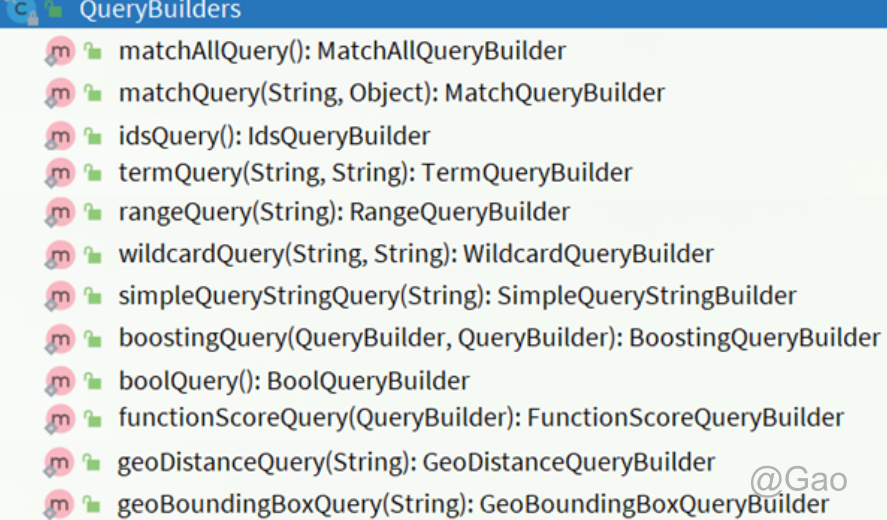 QueryBuilders
matchAllQuery(): MatchAllQueryBuilder
matchQuery(String, Object): MatchQueryBuilder
idsQuery(): IdsQueryBuilder
termQuery(String, String): TermQueryBuilder
rangeQuery(String): RangeQueryBuilder
wildcardQuery(String, String): WildcardQueryBuilder
simpleQueryStringQuery(String): SimpleQueryStringBuilder
boostingQuery(QueryBuilder, QueryBuilder): BoostingQueryBuilder
boolQuery(): BoolQueryBuilder
functionScoreQuery(QueryBuilder): FunctionScoreQueryBuilder
geoDistanceQuery(String): GeoDistanceQueryBuilder
@Gao
geoBoundingBoxQuery(String): GeoBoundingBoxQueryBuilder